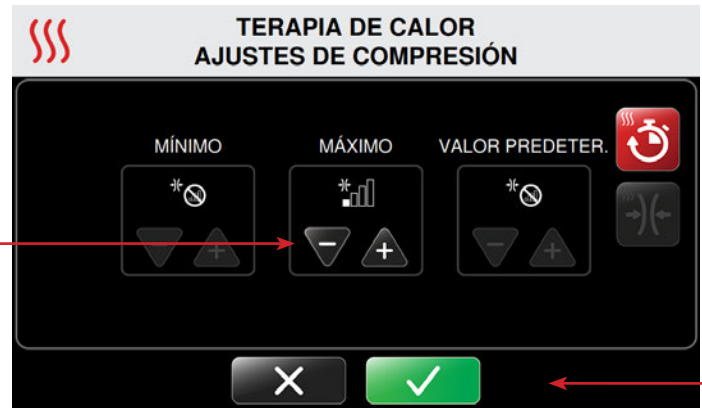 TERAPIA DE CALOR
AJUSTES DE COMPRESIÓN
MÍNIMO
MÁXIMO
VALOR PREDETER.